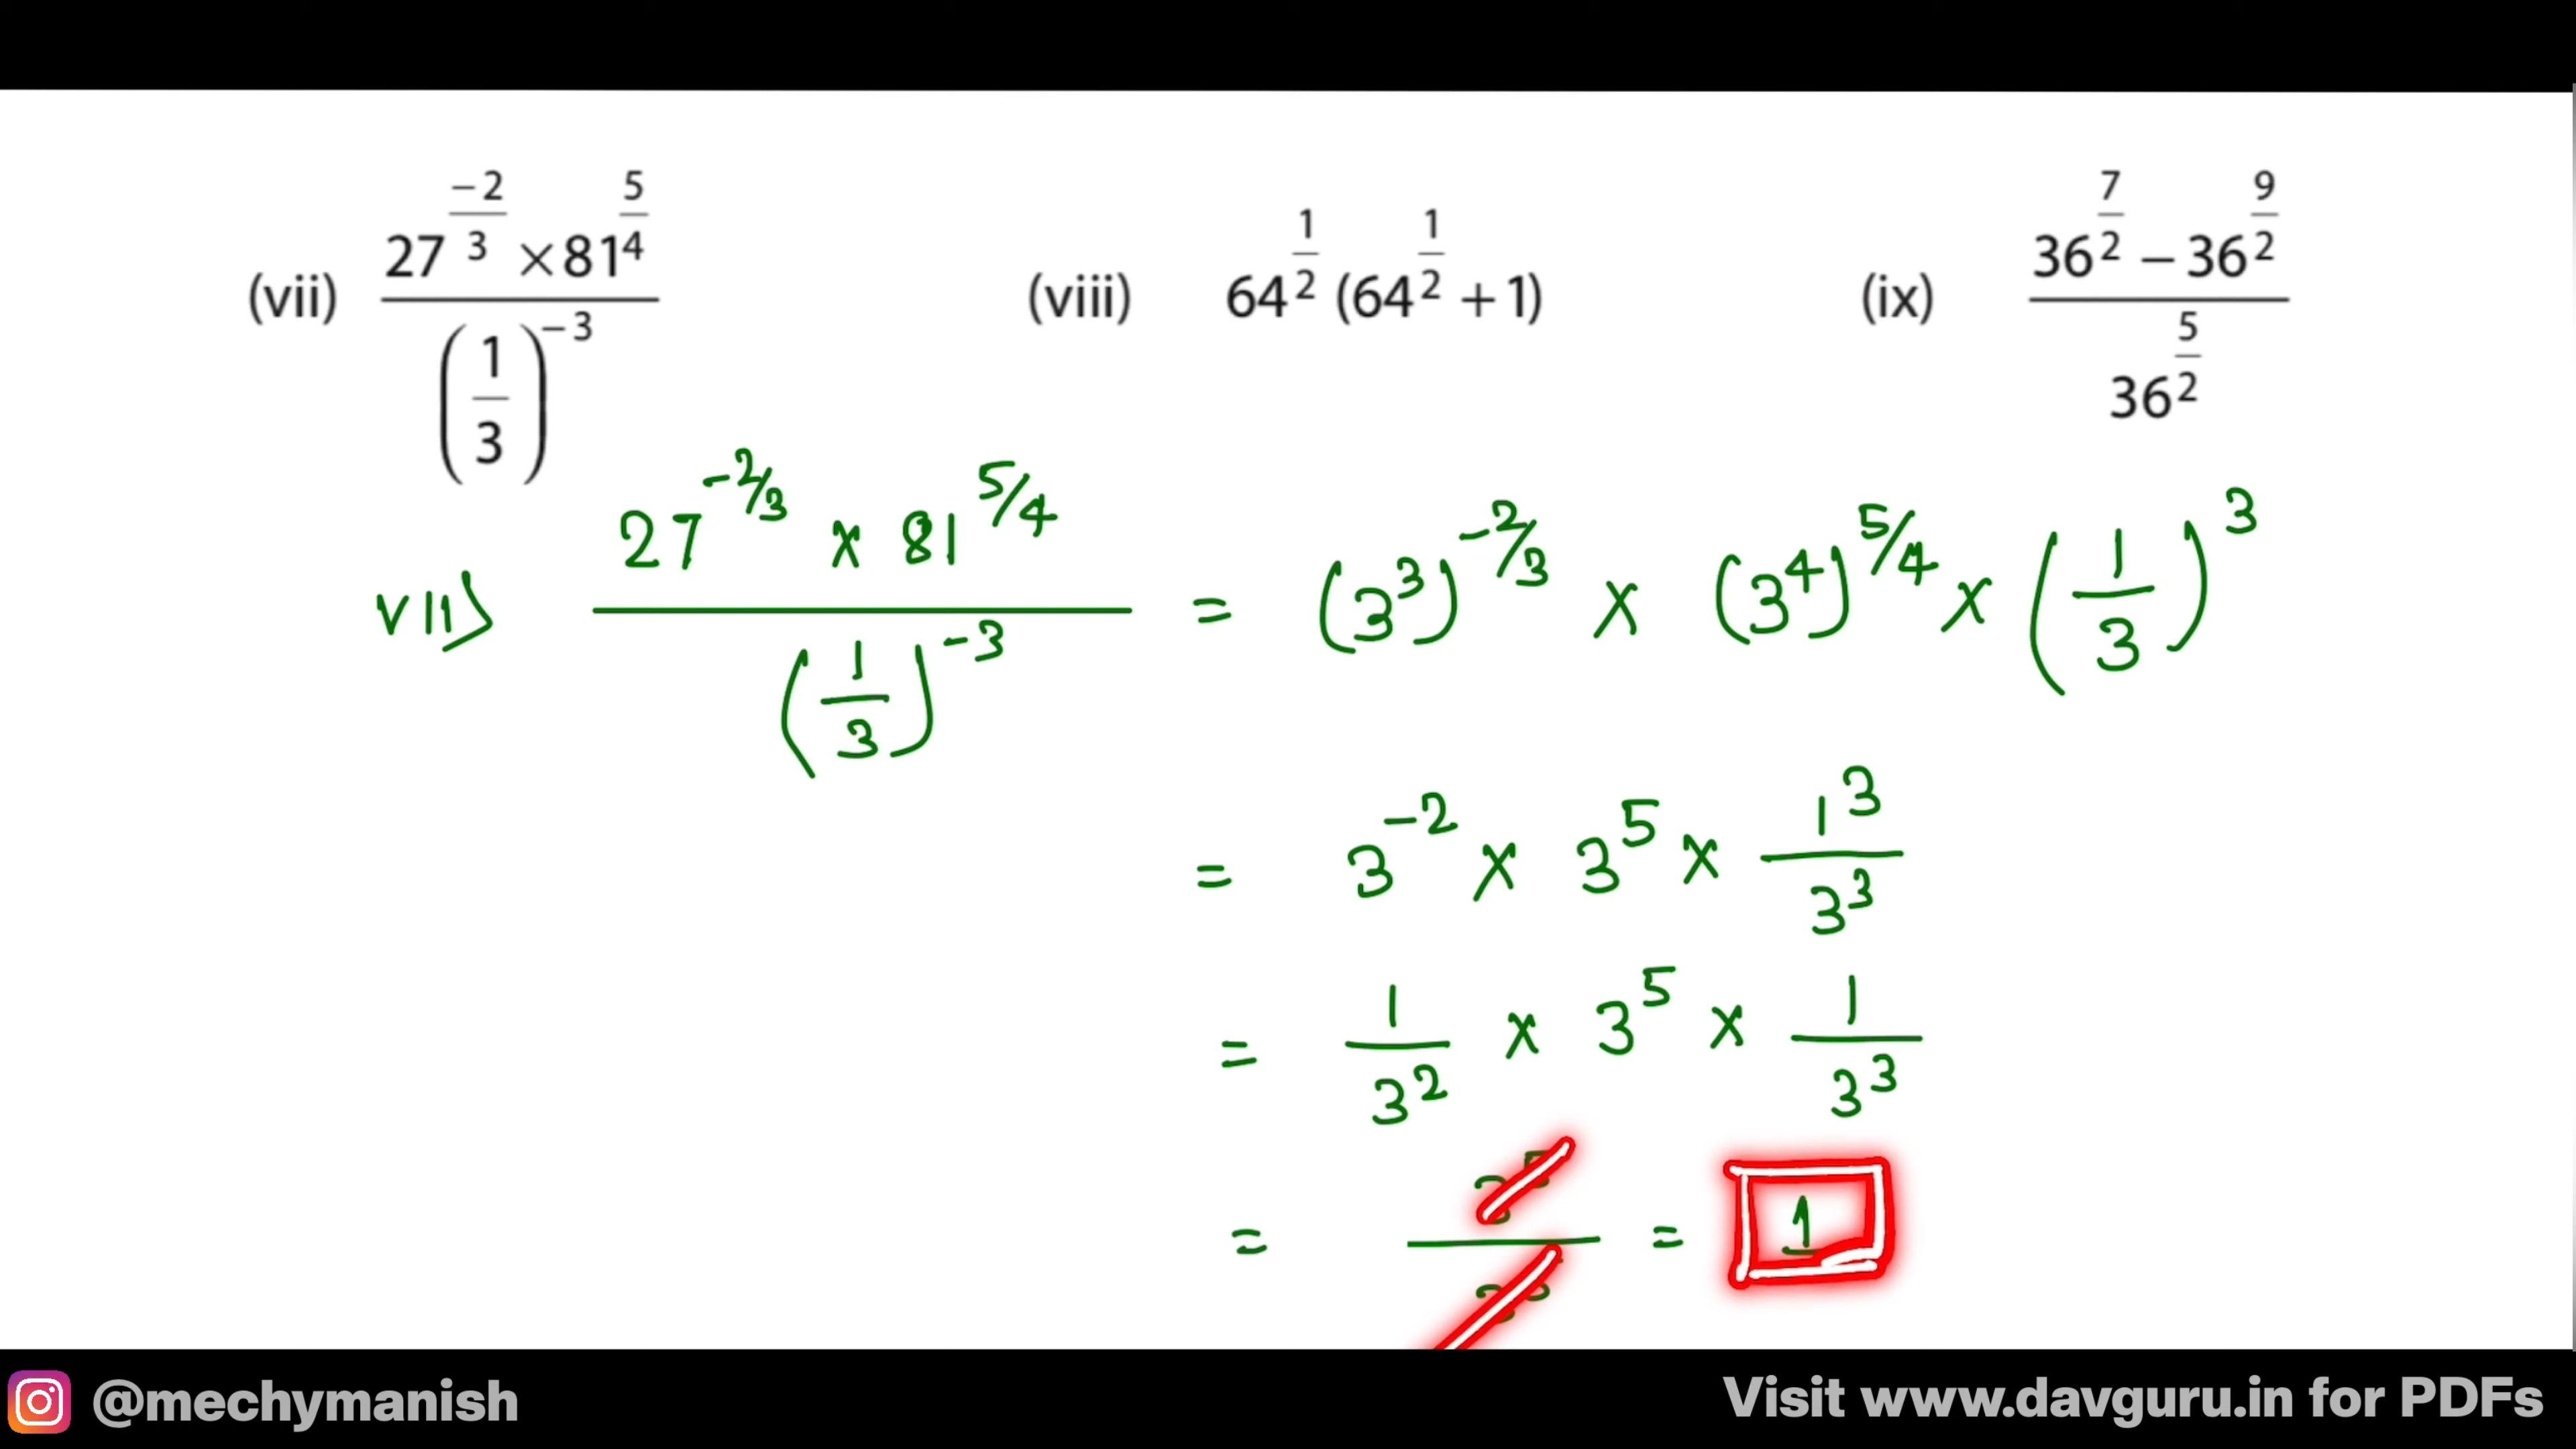 (vii) 27^(-2/3) × 81^(5/4) / (1/3)^(-3) (viii) 64^(1/2) (64^(1/2) + 1) (ix) 36^(7/2) – 36^(9/2) / 36^(5/2)
vii) 27^(-2/3) x 81^(5/4) / (1/3)^(-3) = (3^3)^(-2/3) x (3^4)^(5/4) x (1/3)^3
= 3^(-2) x 3^5 x 1^3/3^3
= 1/3^2 x 3^5 x 1/3^3
= 3^5/3^5 = 1
@mechymanish
Visit www.davguru.in for PDFs